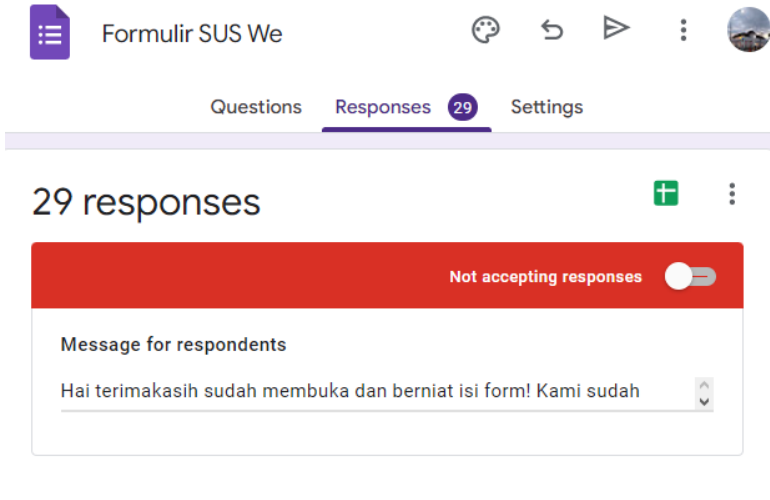 Formulir SUS We
Questions Responses 29 Settings
29 responses
Not accepting responses
Message for respondents
Hai terimakasih sudah membuka dan berniat isi form! Kami sudah